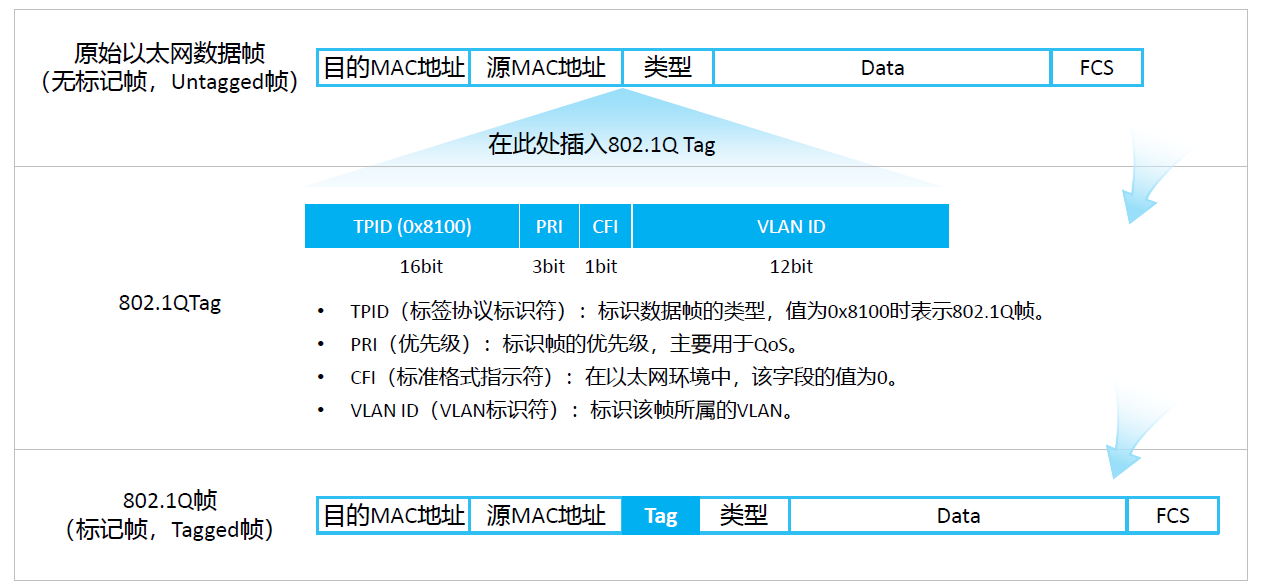 原始以太网数据帧
（无标记帧，Untagged帧）
目的MAC地址 源MAC地址 类型 Data FCS
在此处插入802.1Q Tag
TPID (0x8100) PRI CFI VLAN ID
16bit 3bit 1bit 12bit
802.1QTag
• TPID（标签协议标识符）：标识数据帧的类型，值为0x8100时表示802.1Q帧。
• PRI（优先级）：标识帧的优先级，主要用于QoS。
• CFI（标准格式指示符）：在以太网环境中，该字段的值为0。
• VLAN ID（VLAN标识符）：标识该帧所属的VLAN。
802.1Q帧
（标记帧，Tagged帧）
目的MAC地址 源MAC地址 Tag 类型 Data FCS